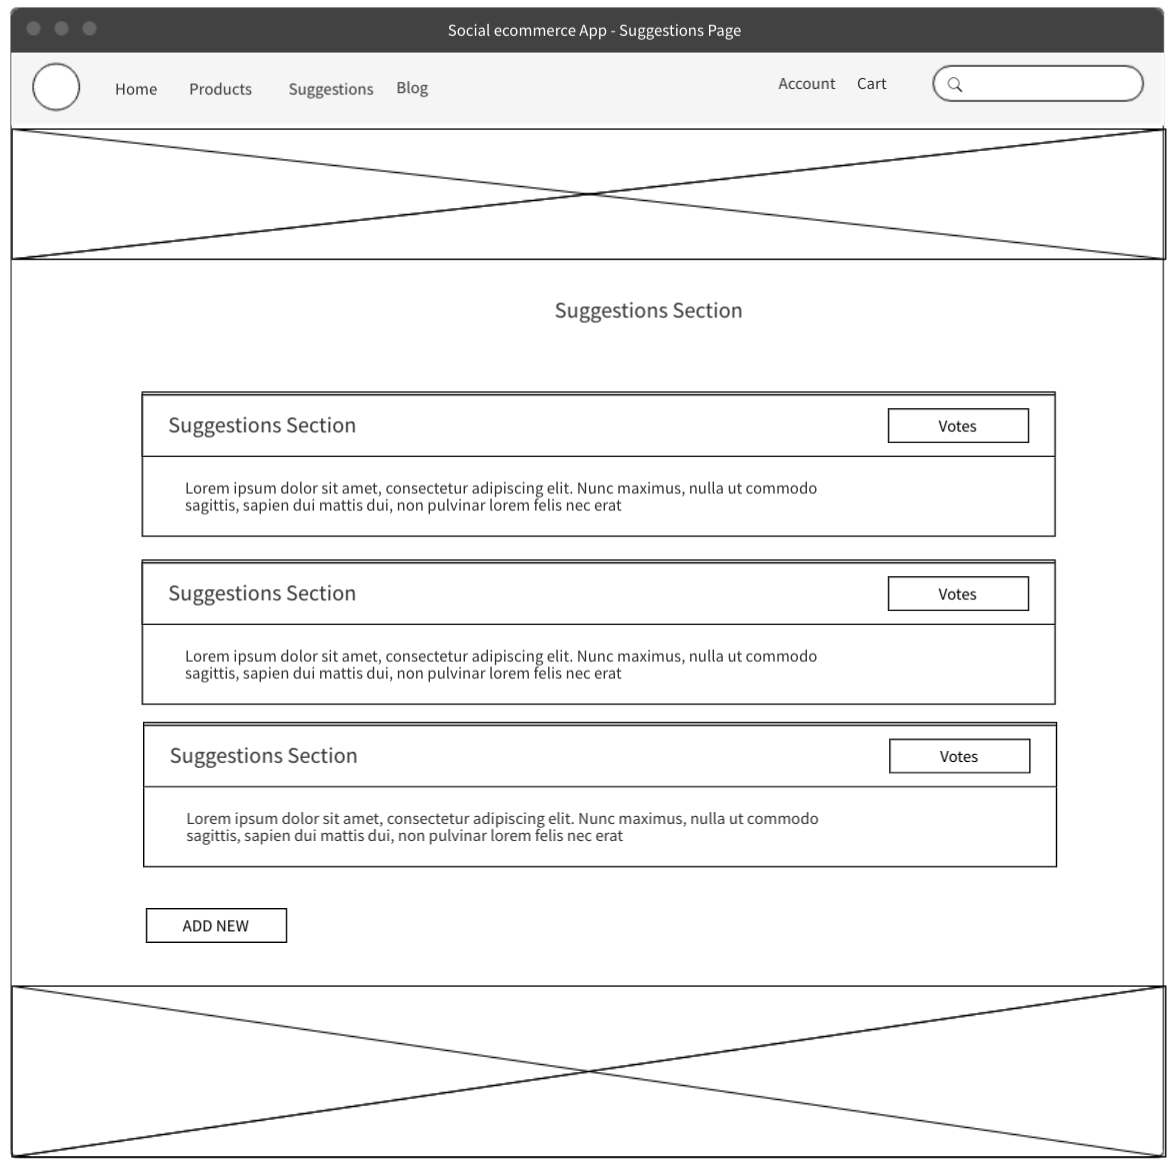 Social ecommerce App - Suggestions Page
Home Products Suggestions Blog Account Cart
Suggestions Section
Suggestions Section Votes
Lorem ipsum dolor sit amet, consectetur adipiscing elit. Nunc maximus, nulla ut commodo
sagittis, sapien dui mattis dui, non pulvinar lorem felis nec erat
Suggestions Section Votes
Lorem ipsum dolor sit amet, consectetur adipiscing elit. Nunc maximus, nulla ut commodo
sagittis, sapien dui mattis dui, non pulvinar lorem felis nec erat
Suggestions Section Votes
Lorem ipsum dolor sit amet, consectetur adipiscing elit. Nunc maximus, nulla ut commodo
sagittis, sapien dui mattis dui, non pulvinar lorem felis nec erat
ADD NEW